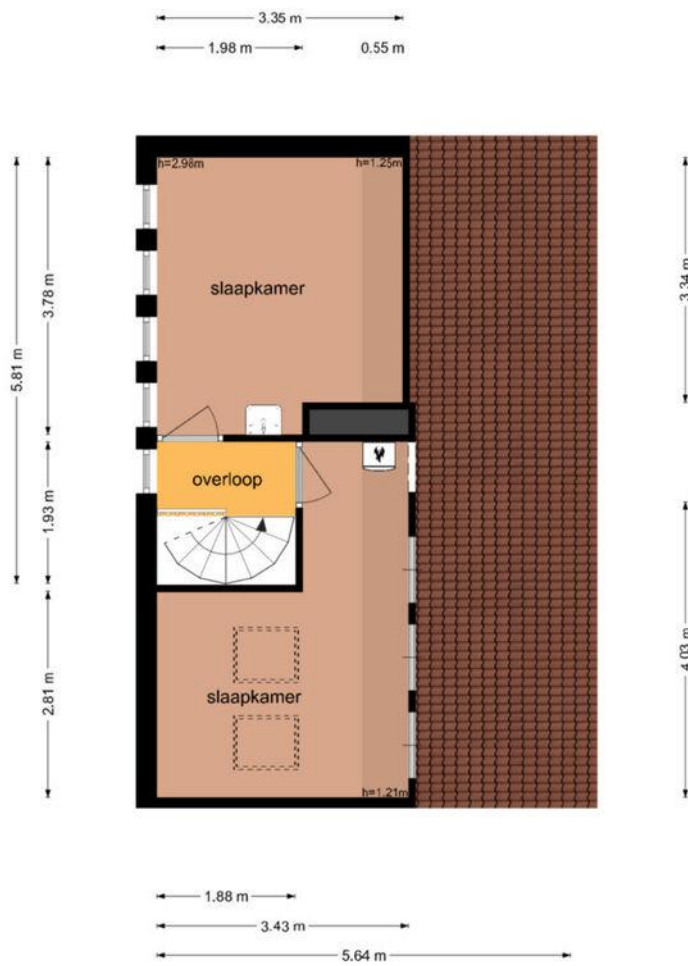 3.35 m
1.98 m
0.55 m
h=2.98m
h=1.25m
3.78 m
3.34 m
slaapkamer
5.81 m
overloop
1.93 m
4.03 m
2.81 m
slaapkamer
h=1.21m
1.88 m
3.43 m
5.64 m